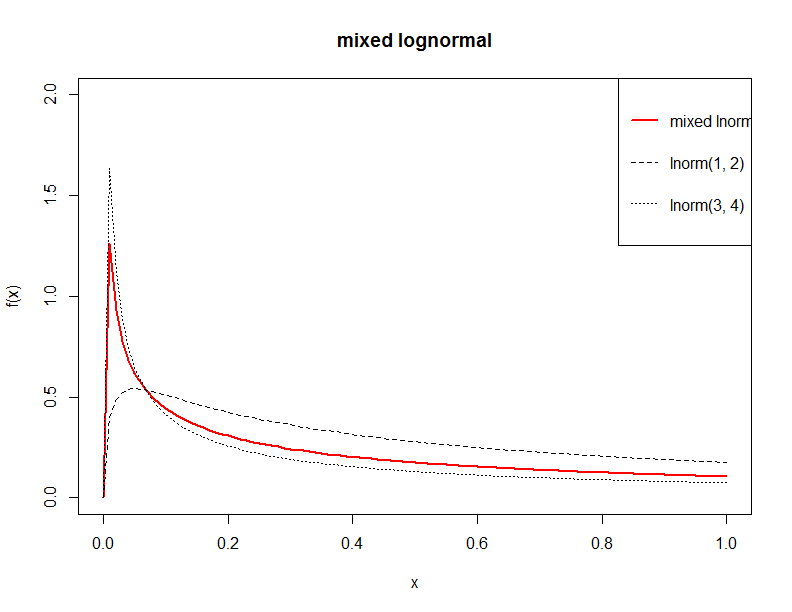 mixed lognormal
mixed lnorm
lnorm(1, 2)
lnorm(3, 4)
f(x)
2.0
1.5
1.0
0.5
0.0
0.0 0.2 0.4 0.6 0.8 1.0
x